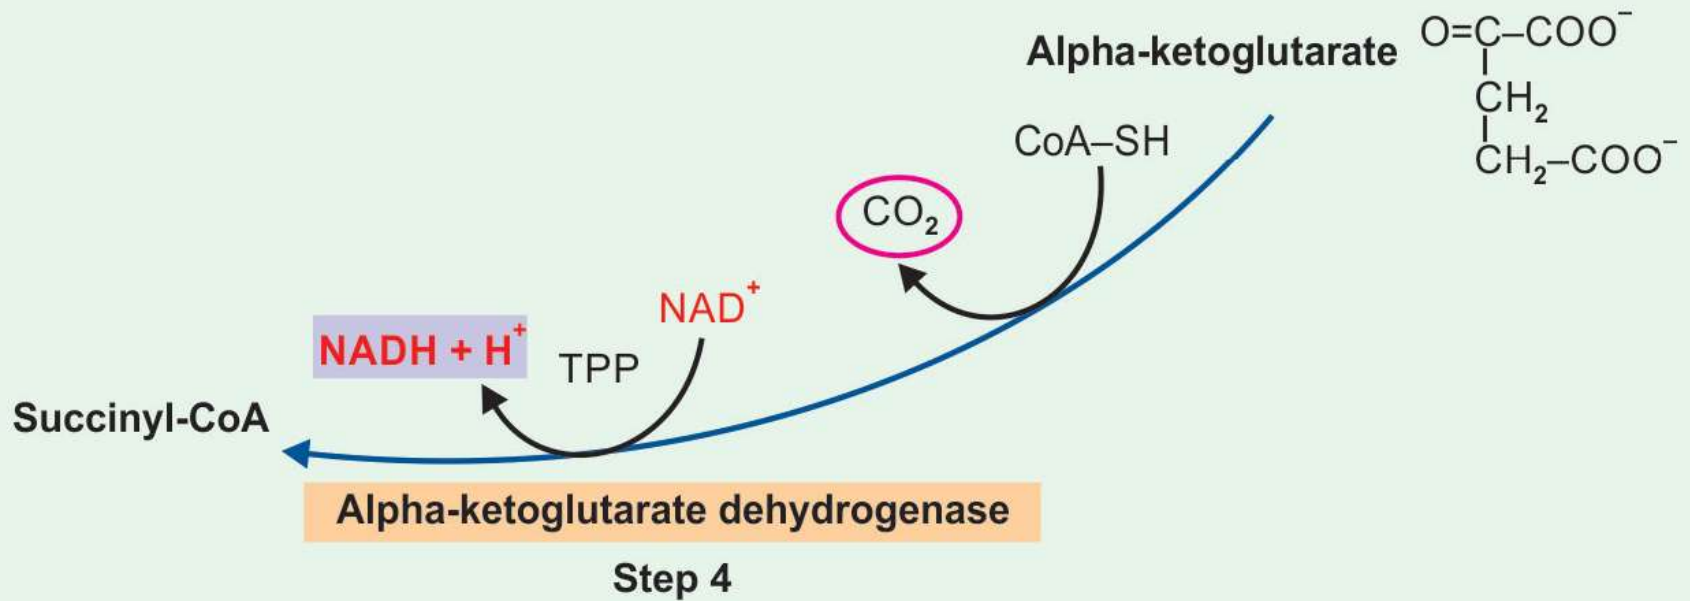 Alpha-ketoglutarate
O=C–COO⁻
CH₂
CH₂–COO⁻
CoA–SH
CO₂
NAD⁺
TPP
NADH + H⁺
Succinyl-CoA
Alpha-ketoglutarate dehydrogenase
Step 4